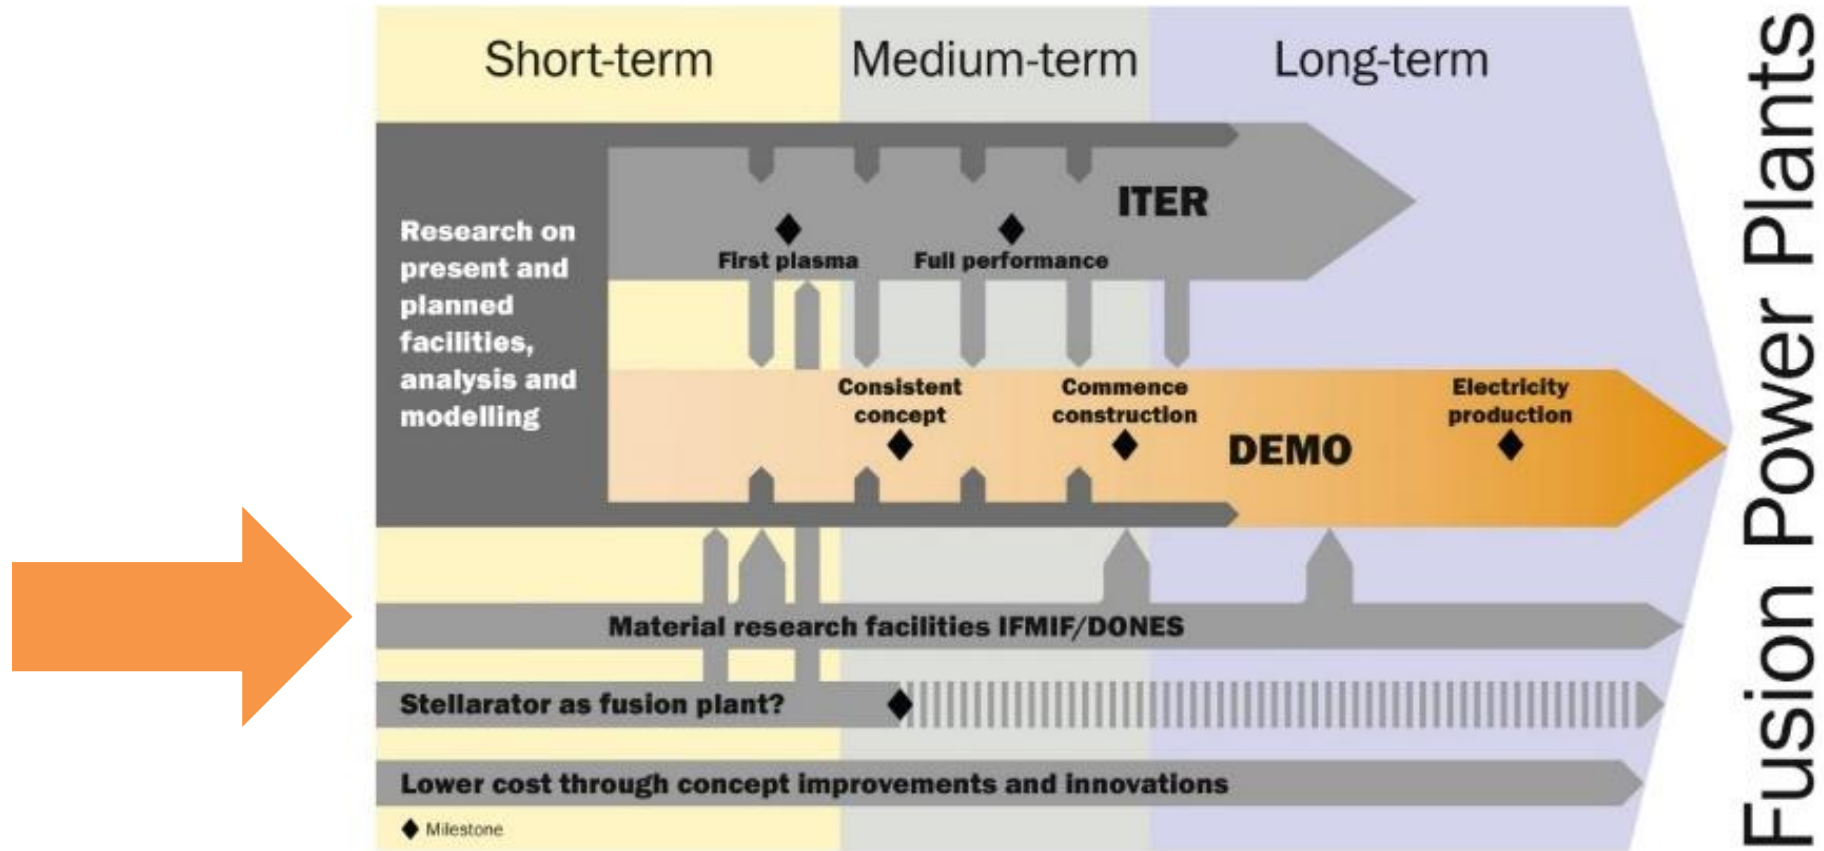 Short-term
Medium-term
Long-term
Research on
present and
planned
facilities,
analysis and
modelling
ITER
First plasma
Full performance
Consistent
concept
Commence
construction
DEMO
Electricity
production
Material research facilities IFMIF/DONES
Stellarator as fusion plant?
Lower cost through concept improvements and innovations
Milestone
Fusion Power Plants